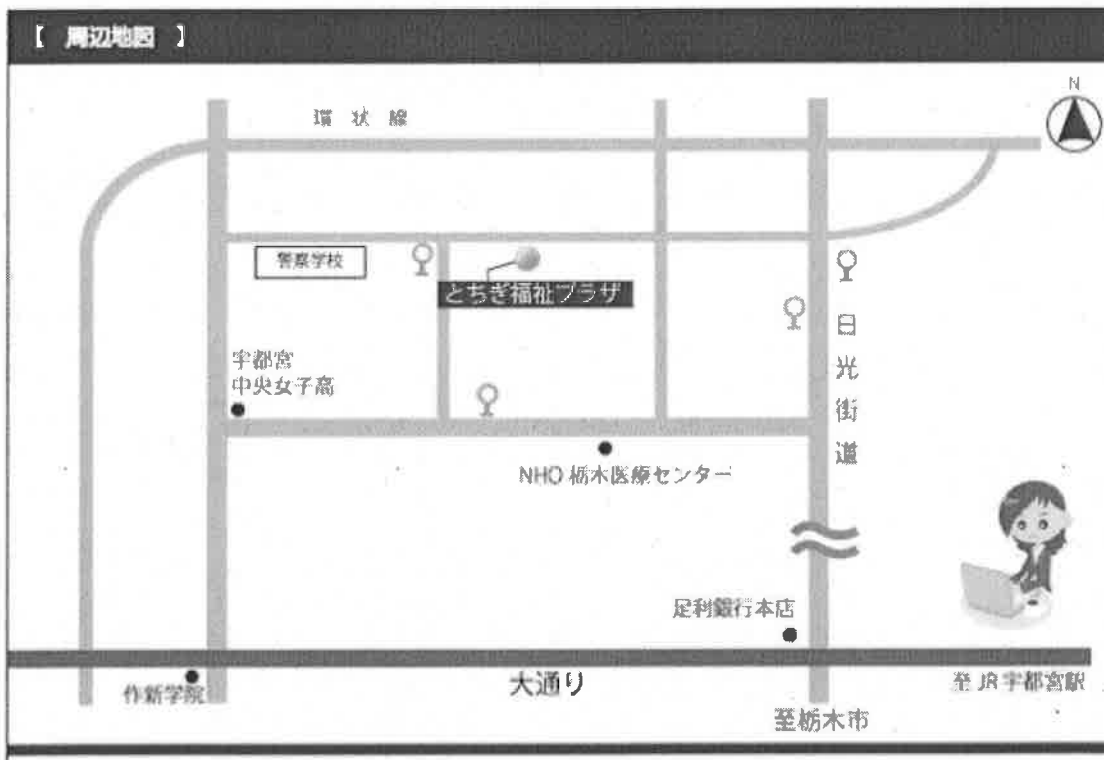 【 周辺地図 】
N
環状線
警察学校
とちぎ福祉プラザ
日光街道
宇都宮
中央女子高
NHO 栃木医療センター
足利銀行本店
作新学院
大通り
至 JR 宇都宮駅
至栃木市